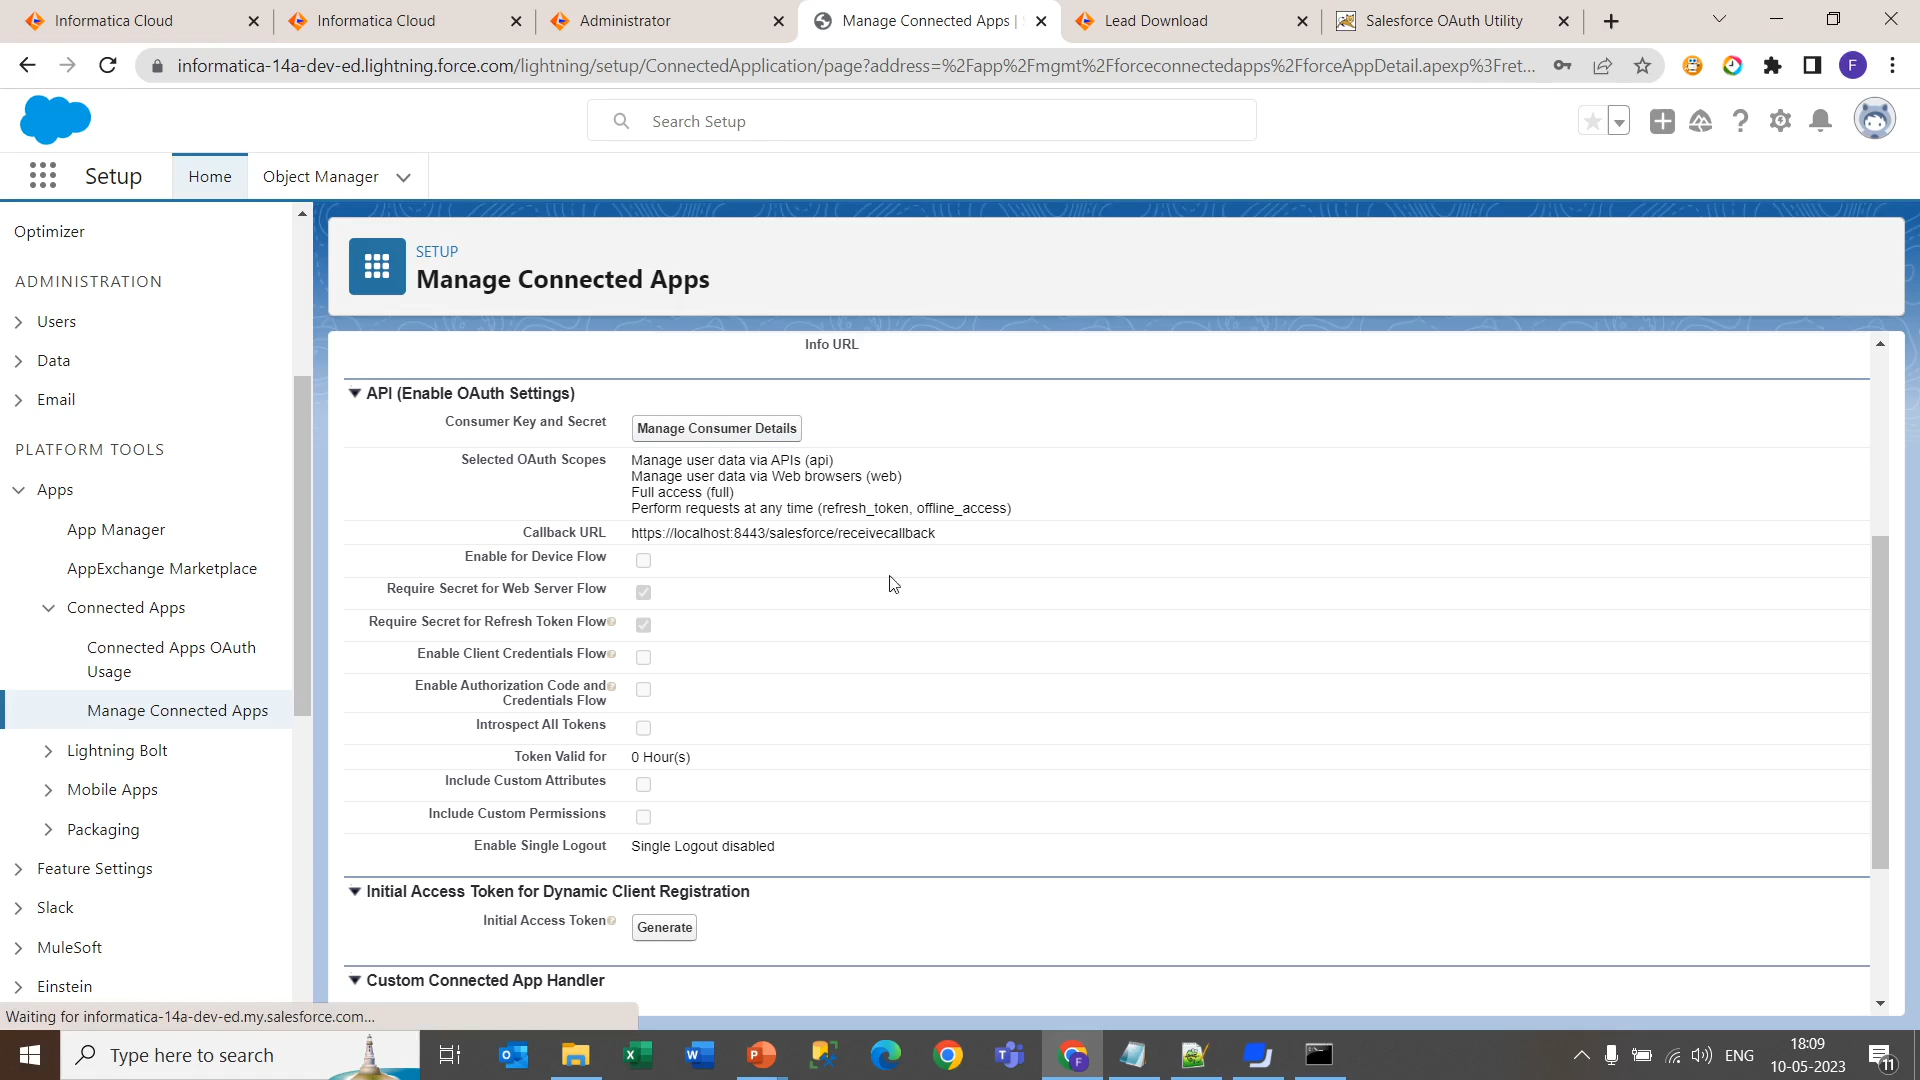 Informatica Cloud
Informatica Cloud
Administrator
Manage Connected Apps | S
Lead Download
Salesforce OAuth Utility
informatica-14a-dev-ed.lightning.force.com/lightning/setup/ConnectedApplication/page?address=%2Fapp%2Fmgmt%2Fforceconnectedapps%2FforceAppDetail.apexp%3Fret...
F
Search Setup
Setup
Home
Object Manager
Optimizer
ADMINISTRATION
Users
Data
Email
PLATFORM TOOLS
Apps
App Manager
AppExchange Marketplace
Connected Apps
Connected Apps OAuth
Usage
Manage Connected Apps
Lightning Bolt
Mobile Apps
Packaging
Feature Settings
Slack
MuleSoft
Einstein
SETUP
Manage Connected Apps
Info URL
API (Enable OAuth Settings)
Consumer Key and Secret Manage Consumer Details
Selected OAuth Scopes Manage user data via APIs (api)
Manage user data via Web browsers (web)
Full access (full)
Perform requests at any time (refresh_token, offline_access)
Callback URL https://localhost:8443/salesforce/receivecallback
Enable for Device Flow
Require Secret for Web Server Flow
Require Secret for Refresh Token Flow
Enable Client Credentials Flow
Enable Authorization Code and
Credentials Flow
Introspect All Tokens
Token Valid for 0 Hour(s)
Include Custom Attributes
Include Custom Permissions
Enable Single Logout Single Logout disabled
Initial Access Token for Dynamic Client Registration
Initial Access Token Generate
Custom Connected App Handler
Waiting for informatica-14a-dev-ed.my.salesforce.com...
Type here to search
ENG
18:09
10-05-2023
11